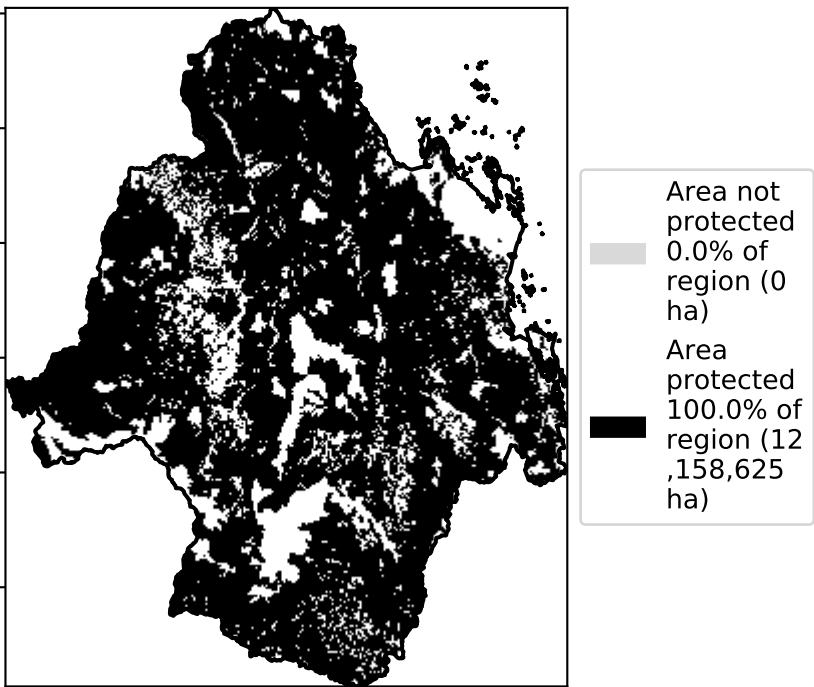 Area not
protected
0.0% of
region (0
ha)
Area
protected
100.0% of
region (12
,158,625
ha)